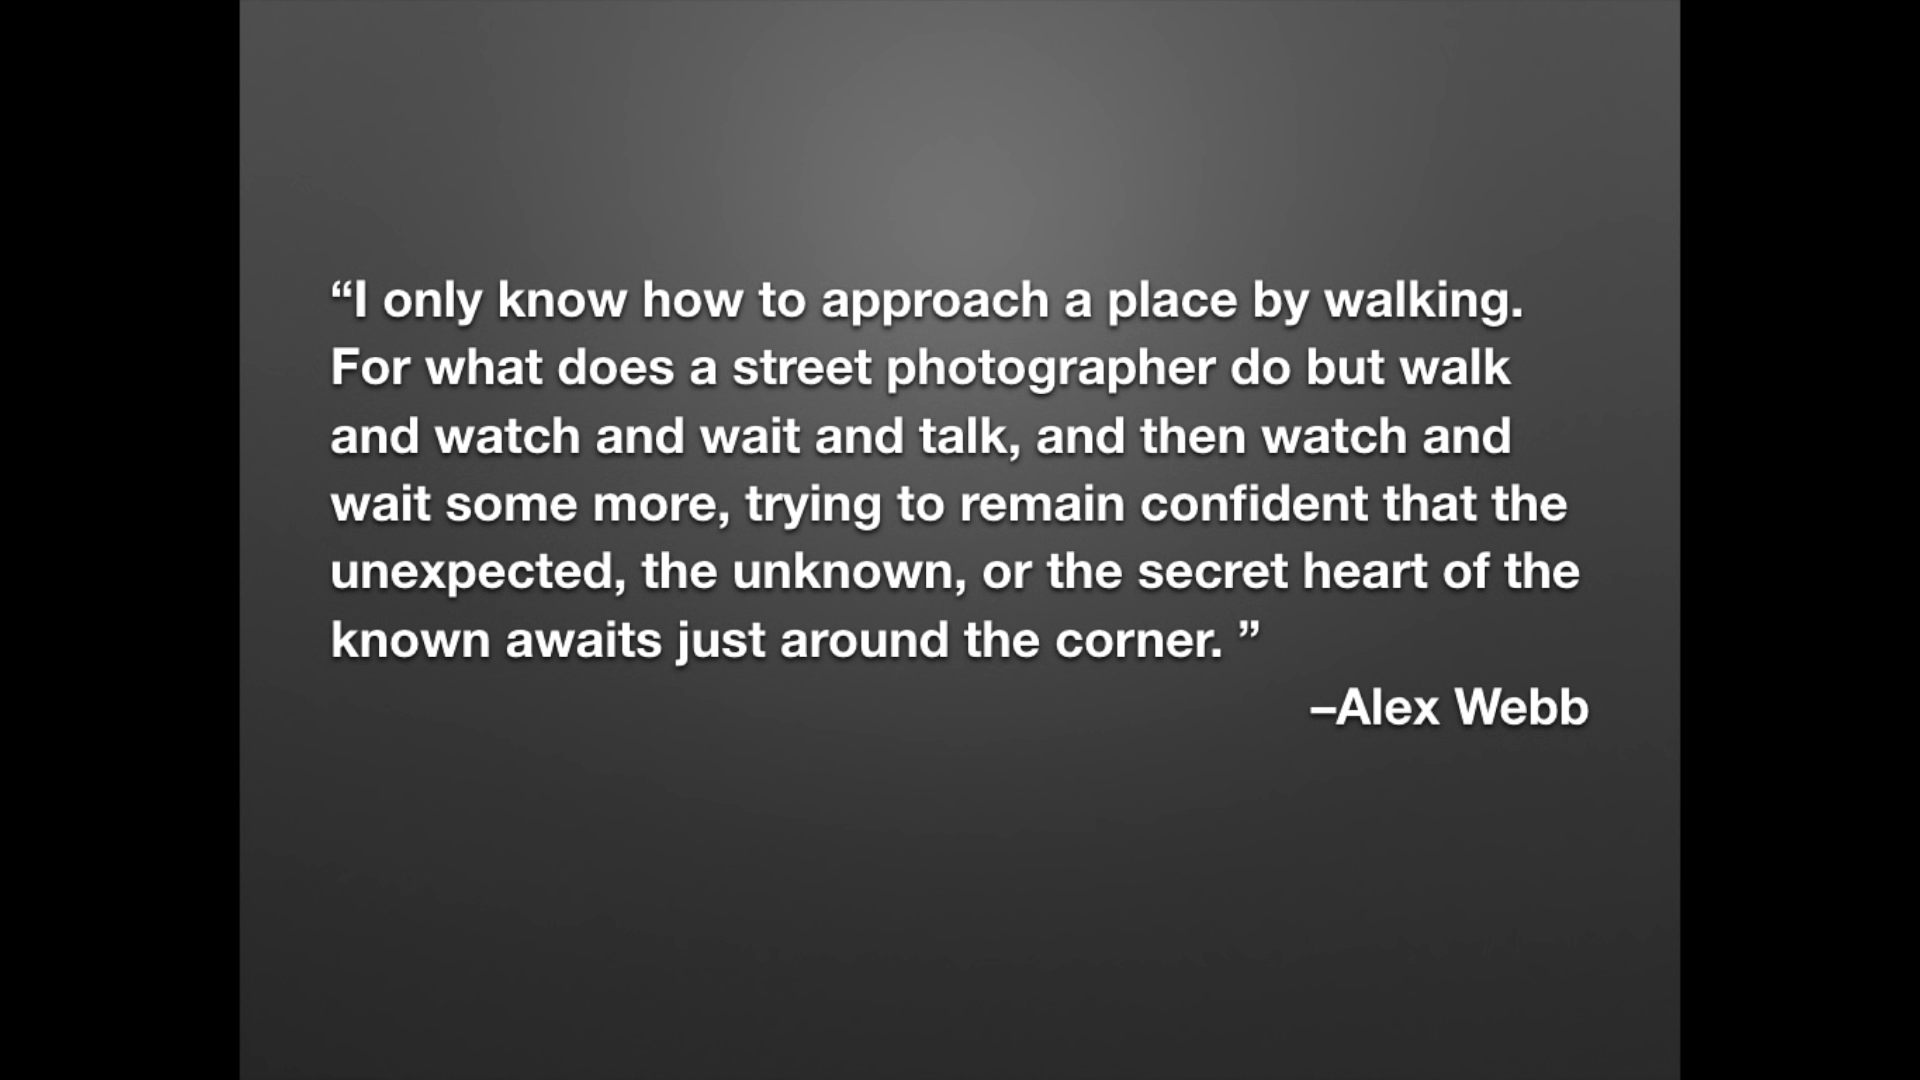 “I only know how to approach a place by walking.
For what does a street photographer do but walk
and watch and wait and talk, and then watch and
wait some more, trying to remain confident that the
unexpected, the unknown, or the secret heart of the
known awaits just around the corner. ”
–Alex Webb